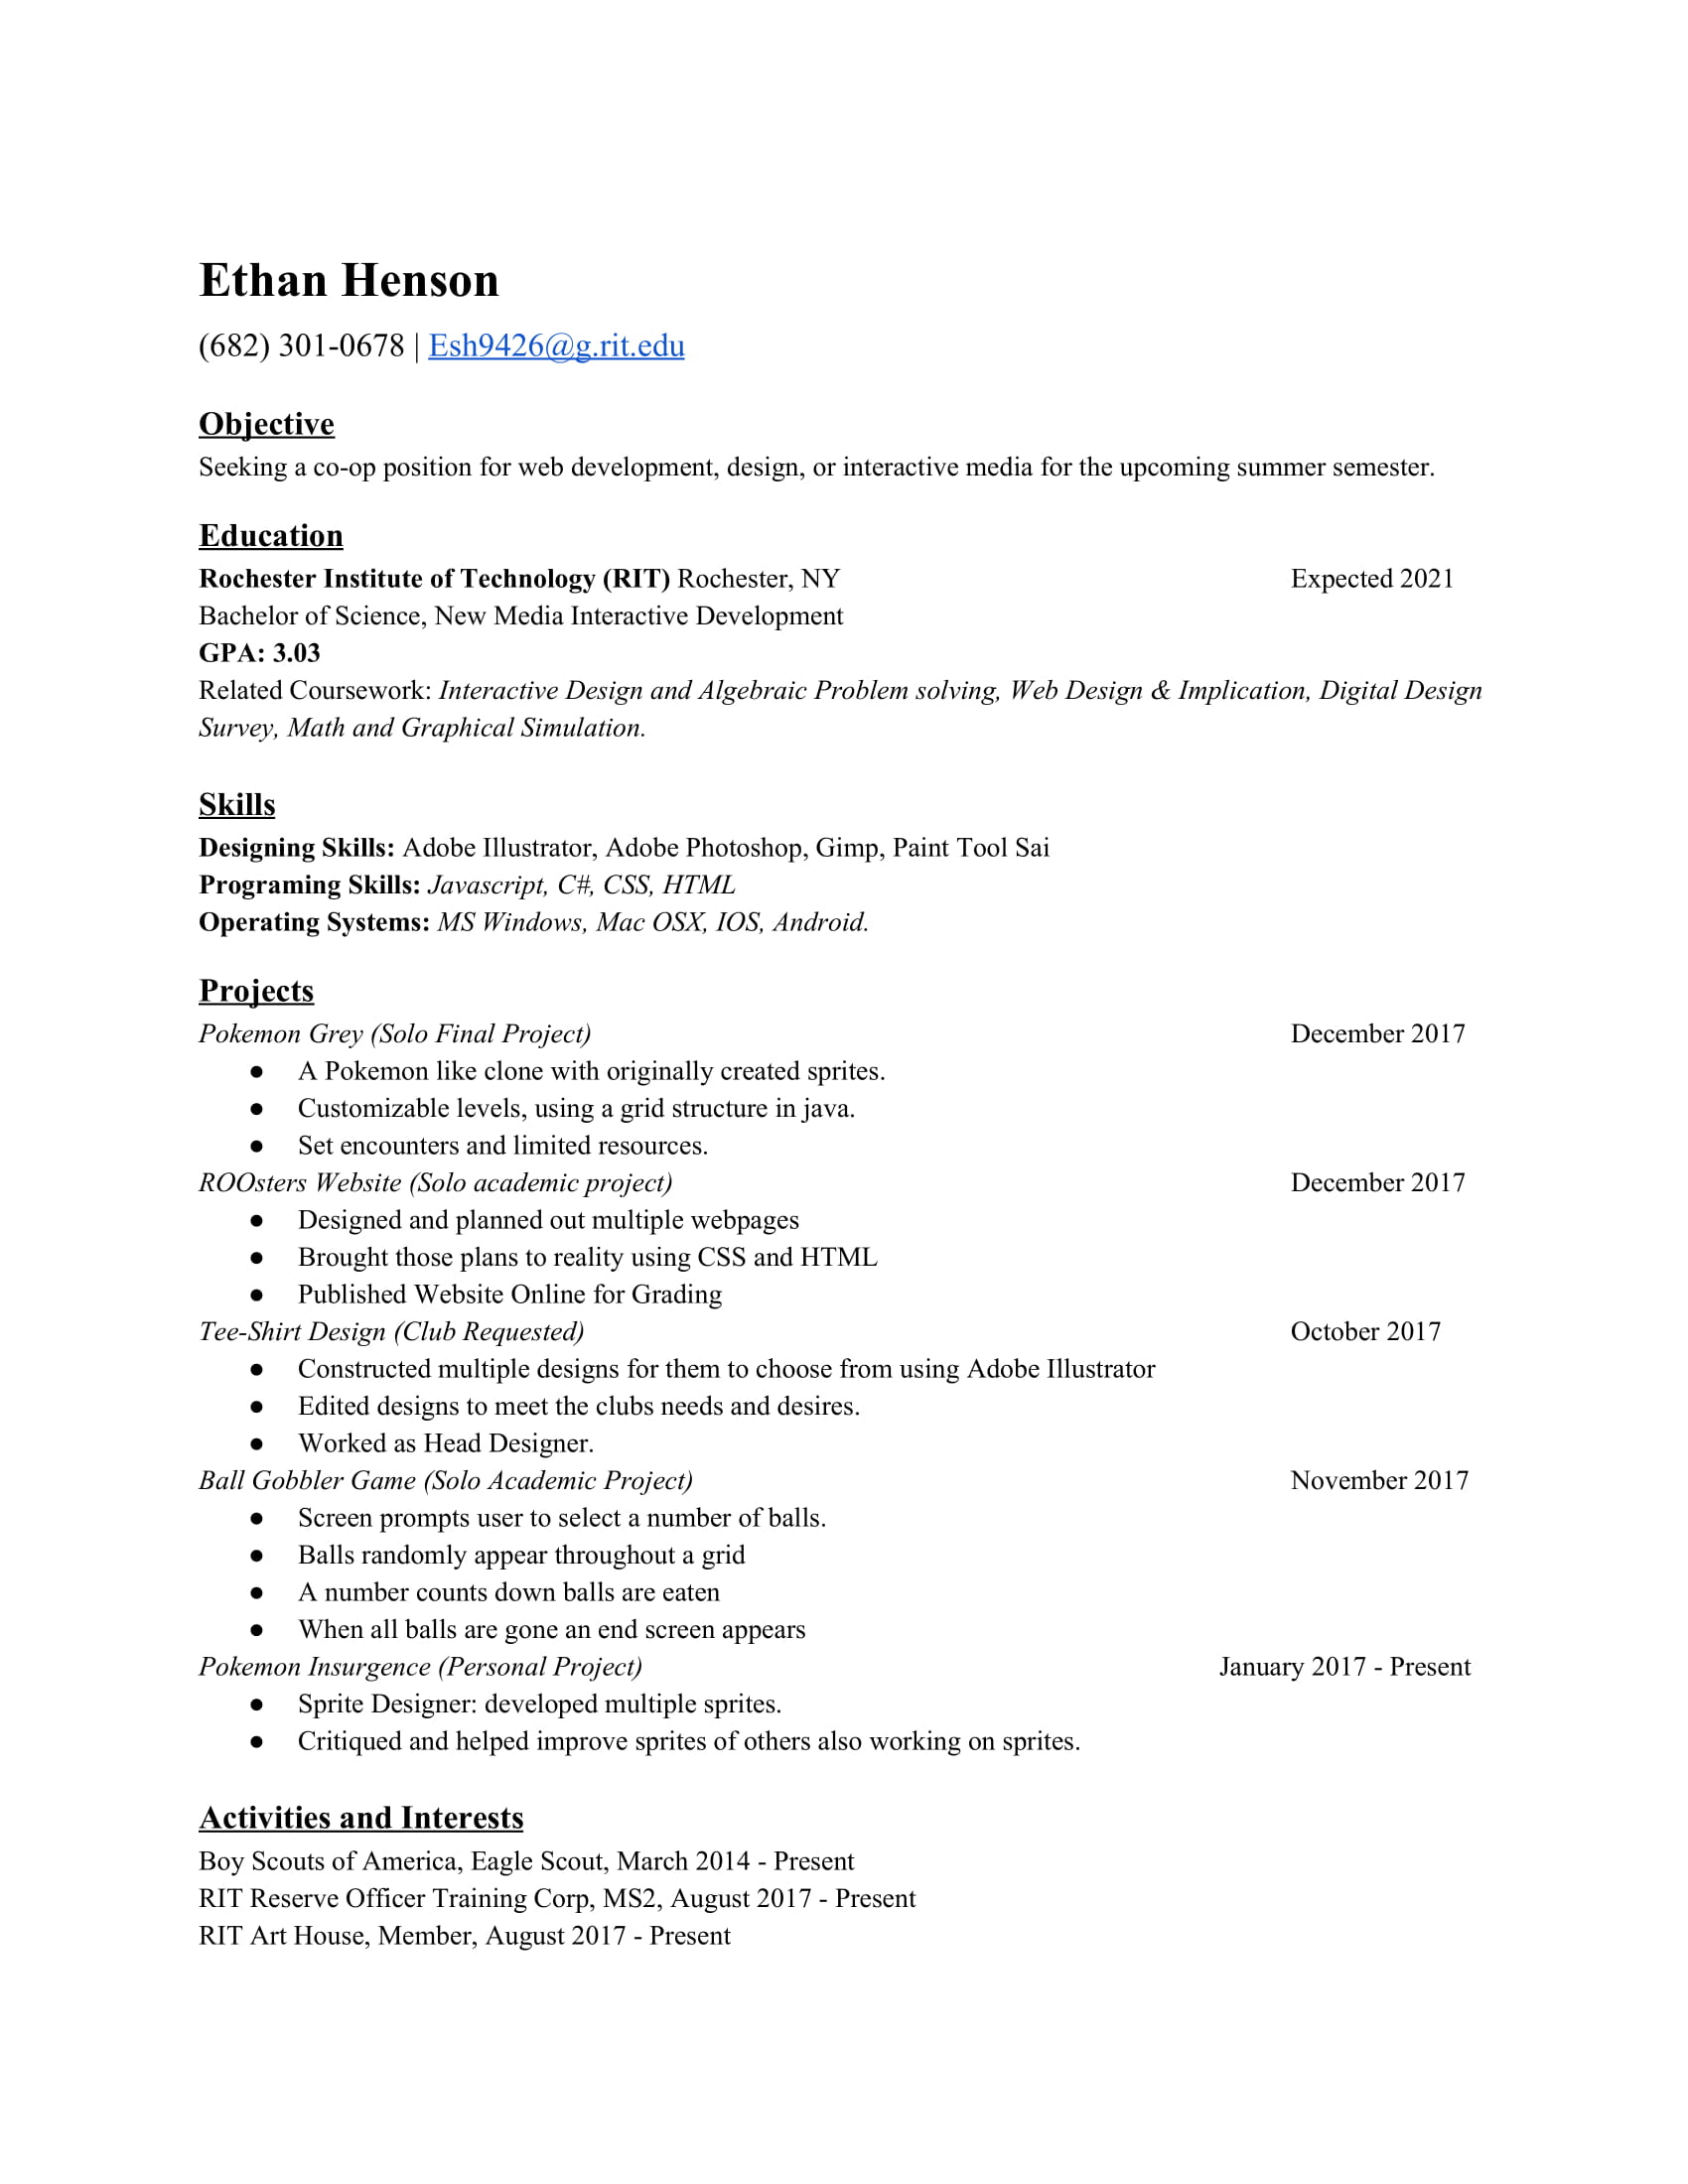 Ethan Henson
(682) 301-0678 | Esh9426@g.rit.edu
Objective
Seeking a co-op position for web development, design, or interactive media for the upcoming summer semester.
Education
Rochester Institute of Technology (RIT) Rochester, NY Expected 2021
Bachelor of Science, New Media Interactive Development
GPA: 3.03
Related Coursework: Interactive Design and Algebraic Problem solving, Web Design & Implication, Digital Design
Survey, Math and Graphical Simulation.
Skills
Designing Skills: Adobe Illustrator, Adobe Photoshop, Gimp, Paint Tool Sai
Programing Skills: Javascript, C#, CSS, HTML
Operating Systems: MS Windows, Mac OSX, IOS, Android.
Projects
Pokemon Grey (Solo Final Project) December 2017
● A Pokemon like clone with originally created sprites.
● Customizable levels, using a grid structure in java.
● Set encounters and limited resources.
ROOsters Website (Solo academic project) December 2017
● Designed and planned out multiple webpages
● Brought those plans to reality using CSS and HTML
● Published Website Online for Grading
Tee-Shirt Design (Club Requested) October 2017
● Constructed multiple designs for them to choose from using Adobe Illustrator
● Edited designs to meet the clubs needs and desires.
● Worked as Head Designer.
Ball Gobbler Game (Solo Academic Project) November 2017
● Screen prompts user to select a number of balls.
● Balls randomly appear throughout a grid
● A number counts down balls are eaten
● When all balls are gone an end screen appears
Pokemon Insurgence (Personal Project) January 2017 - Present
● Sprite Designer: developed multiple sprites.
● Critiqued and helped improve sprites of others also working on sprites.
Activities and Interests
Boy Scouts of America, Eagle Scout, March 2014 - Present
RIT Reserve Officer Training Corp, MS2, August 2017 - Present
RIT Art House, Member, August 2017 - Present